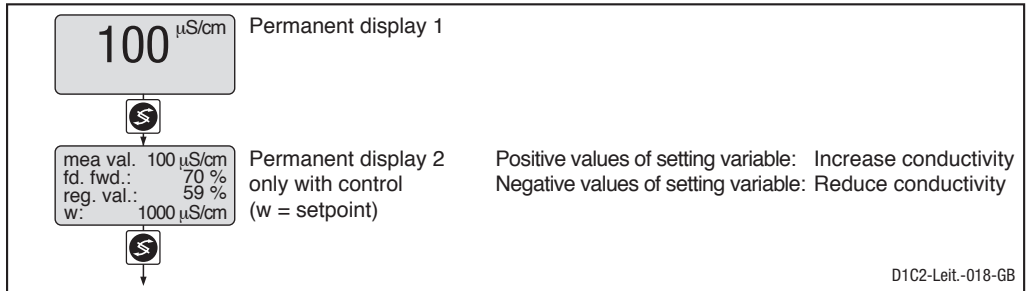 100 µS/cm Permanent display 1
mea val. 100 µS/cm Permanent display 2 Positive values of setting variable: Increase conductivity
fd. fwd.: 70 % only with control Negative values of setting variable: Reduce conductivity
reg. val.: 59 % (w = setpoint)
w: 1000 µS/cm
D1C2-Leit.-018-GB